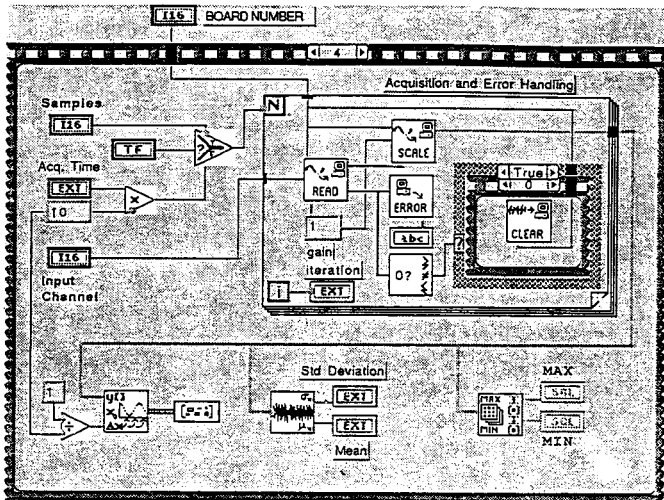 I16 BOARD NUMBER
4
Acquisition and Error Handling
Samples
I16
N
TF
SCALE
True
0
Acq. Time
EXT
READ
ERROR
CLEAR
10
1
abc
I16
gain
0?
Input
Channel
iteration
i
EXT
Std Deviation
MAX
1
EXT
MAX
EXT
MIN
Mean
MIN